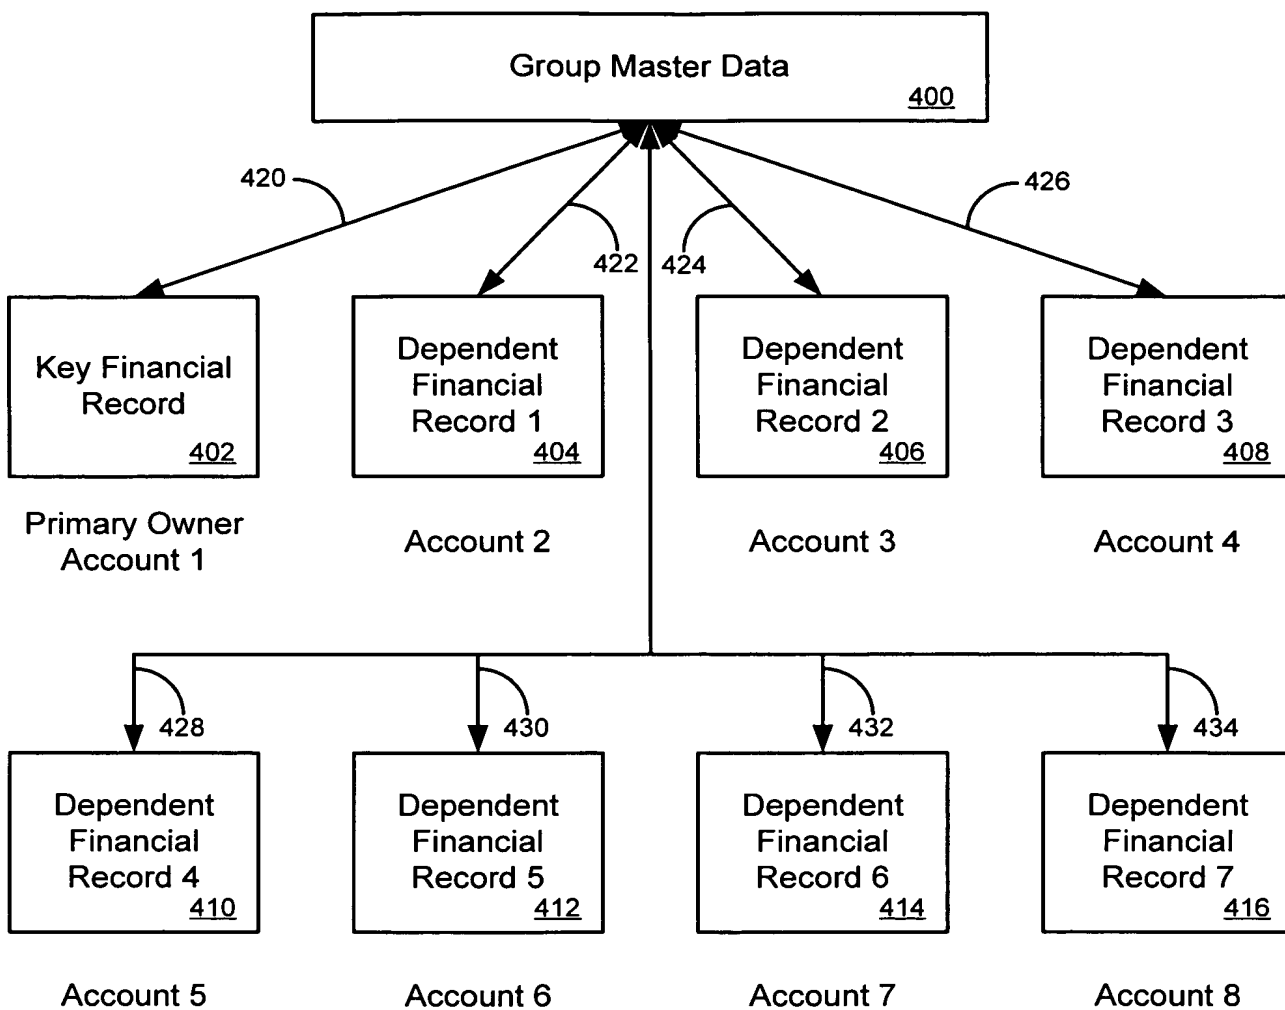 Group Master Data
400
420
422
424
426
Key Financial
Record
402
Dependent
Financial
Record 1
404
Dependent
Financial
Record 2
406
Dependent
Financial
Record 3
408
Primary Owner
Account 1
Account 2
Account 3
Account 4
428
430
432
434
Dependent
Financial
Record 4
410
Dependent
Financial
Record 5
412
Dependent
Financial
Record 6
414
Dependent
Financial
Record 7
416
Account 5
Account 6
Account 7
Account 8